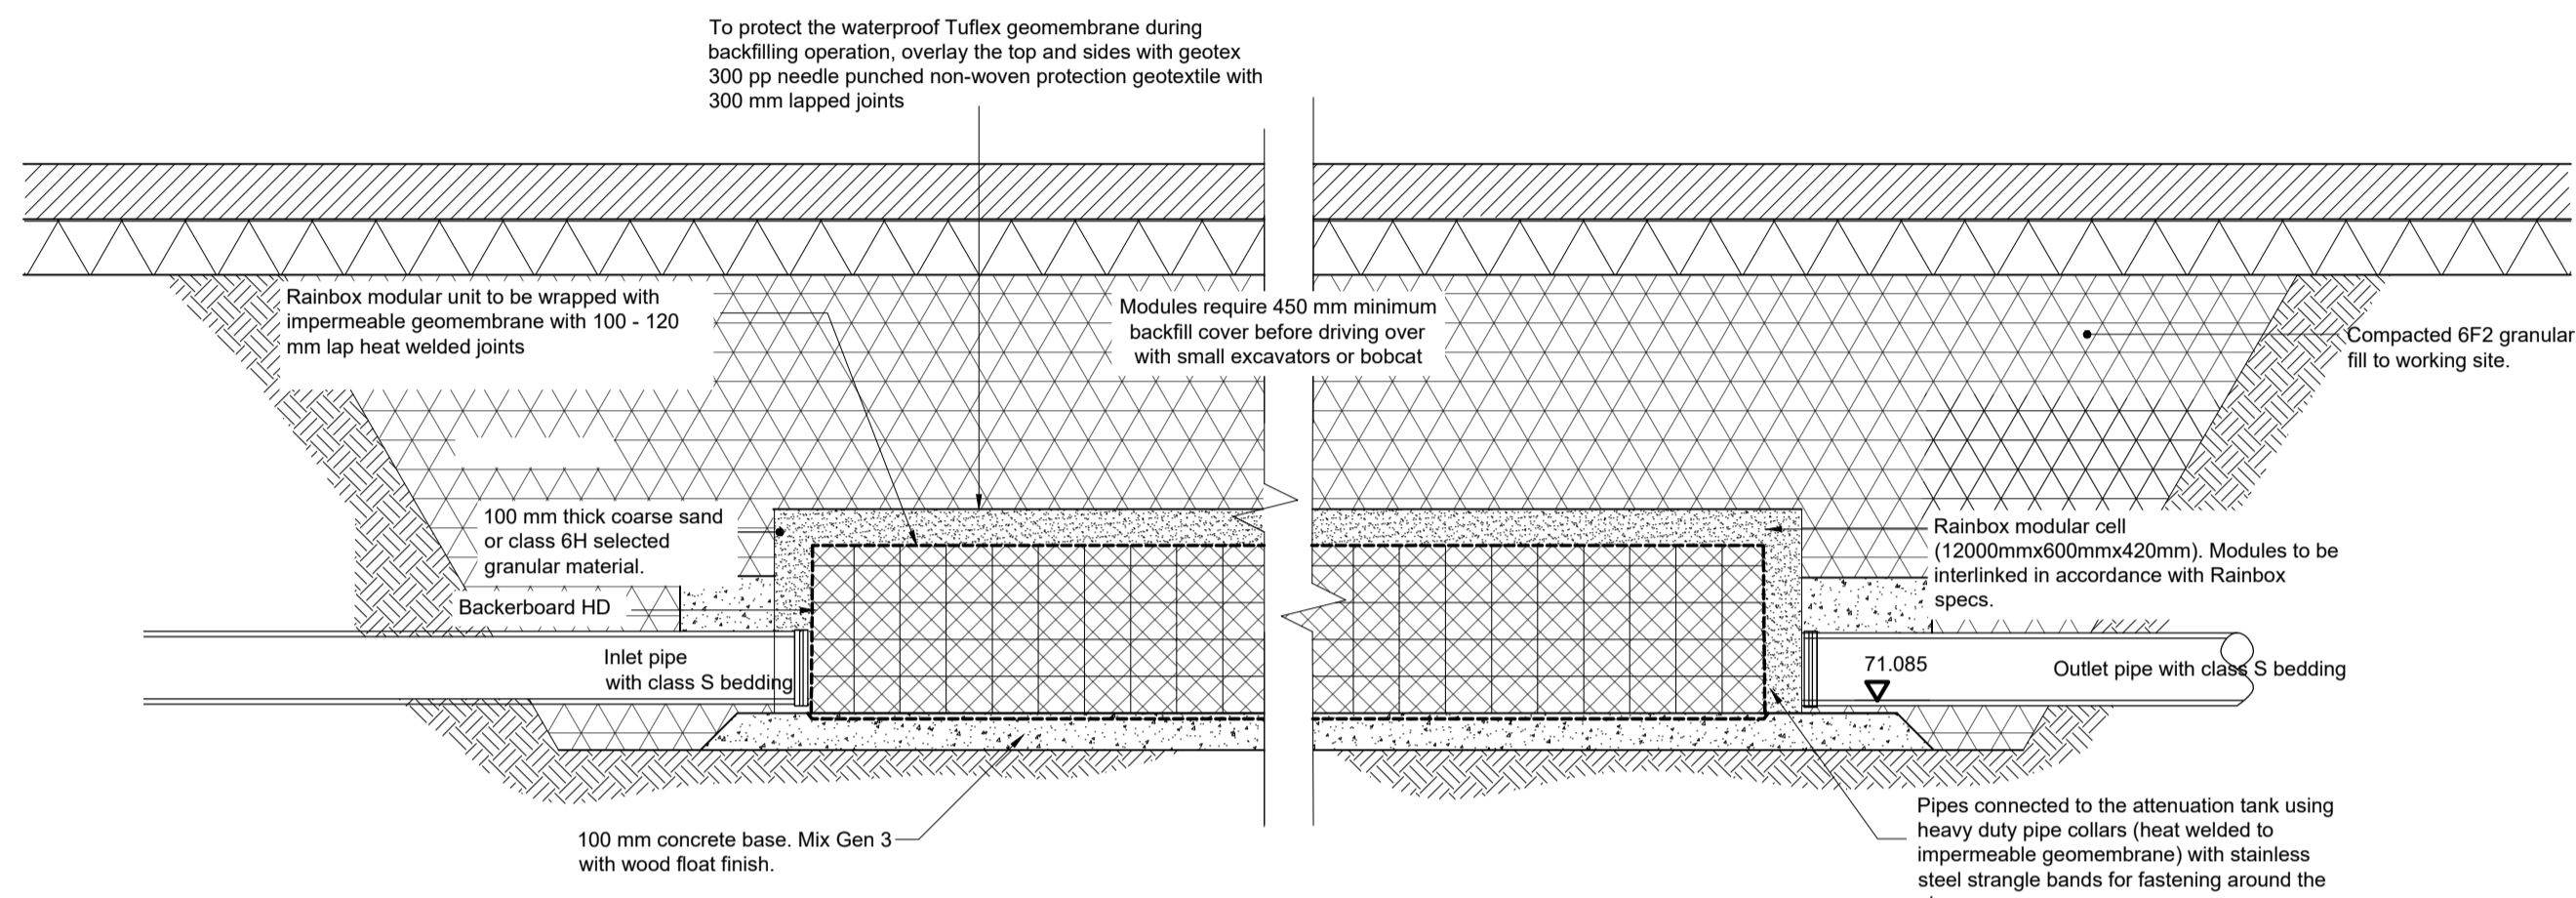 To protect the waterproof Tuflex geomembrane during
backfilling operation, overlay the top and sides with geotex
300 pp needle punched non-woven protection geotextile with
300 mm lapped joints
Rainbox modular unit to be wrapped with
impermeable geomembrane with 100 - 120
mm lap heat welded joints
Modules require 450 mm minimum
backfill cover before driving over
with small excavators or bobcat
Compacted 6F2 granular
fill to working site.
100 mm thick coarse sand
or class 6H selected
granular material.
Backerboard HD
Rainbox modular cell
(12000mmx600mmx420mm). Modules to be
interlinked in accordance with Rainbox
specs.
Inlet pipe
with class S bedding
71.085
Outlet pipe with class S bedding
100 mm concrete base. Mix Gen 3
with wood float finish.
Pipes connected to the attenuation tank using
heavy duty pipe collars (heat welded to
impermeable geomembrane) with stainless
steel strangle bands for fastening around the